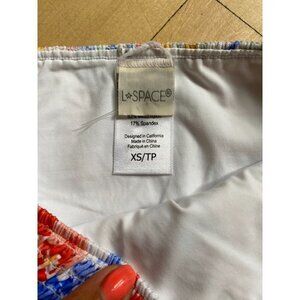 L★SPACE®
17% Spandex
Designed in California
Made in China
Fabriqué en Chine
XS/TP